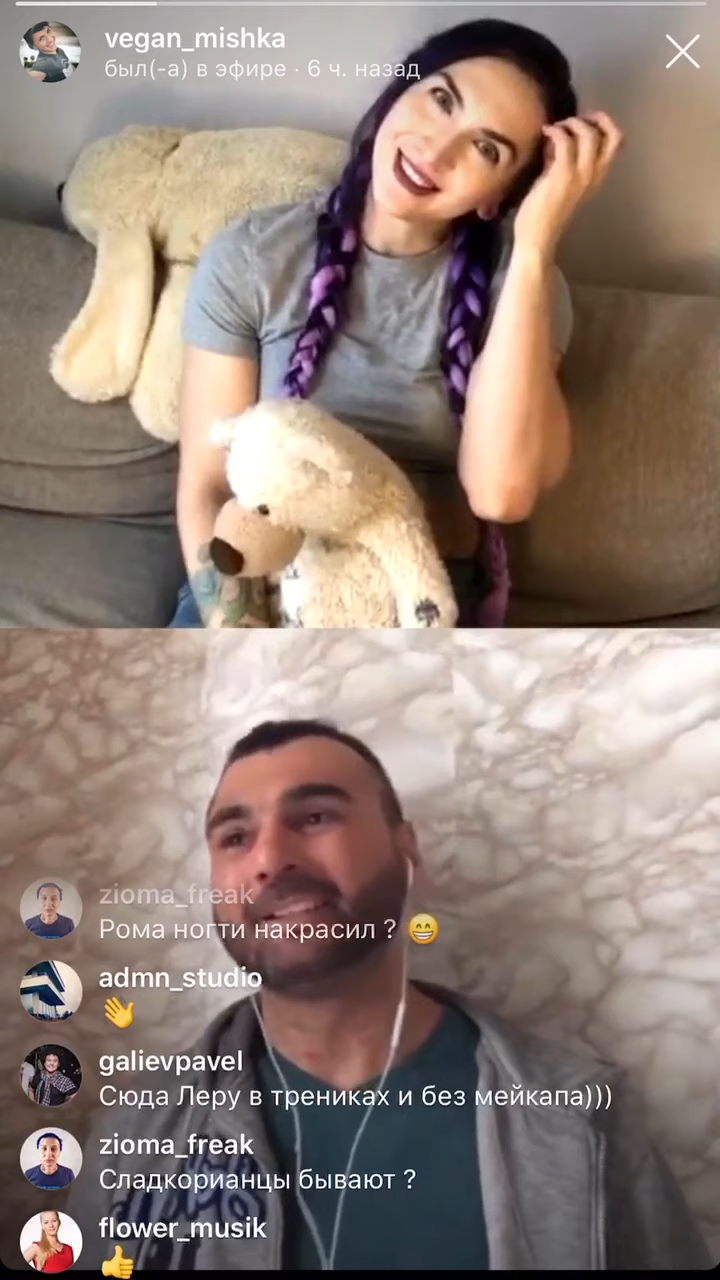 vegan_mishka
был(-а) в эфире · 6 ч. назад
zioma_freak
Рома ногти накрасил ? 😁
admn_studio
👋
galievpavel
Сюда Леру в трениках и без мейкапа)))
zioma_freak
Сладкорианцы бывают ?
flower_musik
👍